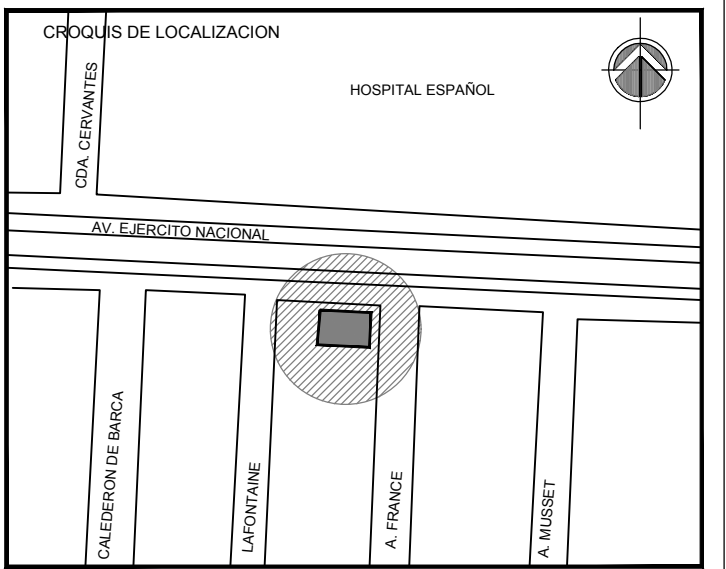 CROQUIS DE LOCALIZACION
CDA. CERVANTES
HOSPITAL ESPAÑOL
AV. EJERCITO NACIONAL
CALEDERON DE BARCA
LAFONTAINE
A. FRANCE
A. MUSSET